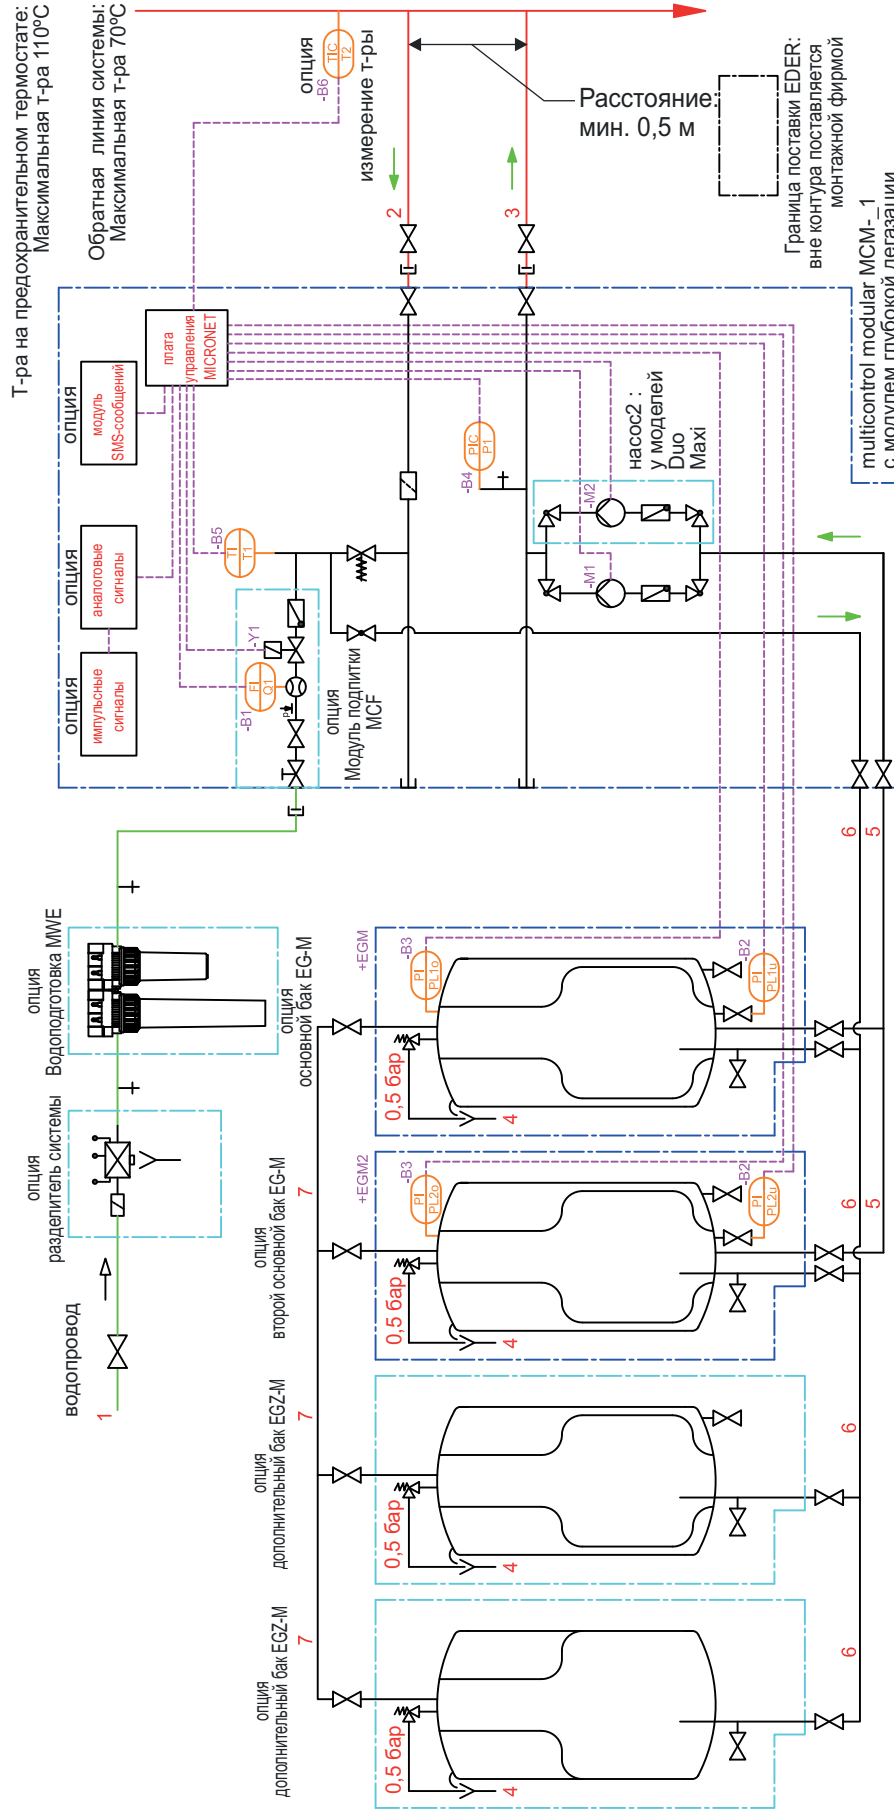 Т-ра на предохранительном термостате:
Максимальная т-ра 110ºC
Обратная линия системы:
Максимальная т-ра 70ºC
опция
TIC
T2
-B6
измерение т-ры
Расстояние:
мин. 0,5 м
Граница поставки EDER:
вне контура поставляется
монтажной фирмой
multicontrol modular MCM-_1
с модулем глубокой дегазации
2
3
опция
модуль
SMS-сообщений
плата
управления
MICRONET
опция
аналоговые
сигналы
опция
импульсные
сигналы
-B5
TI
T1
-Y1
-B1
FI
Q1
P
опция
Модуль подпитки
MCF
-B4
PIC
P1
насос2 :
у моделей
Duo
Maxi
-M2
-M1
6
5
опция
Водоподготовка MWE
опция
разделитель системы
водопровод
1
опция
основной бак EG-M
+EGM
-B3
PI
PL1o
-B2
PI
PL1u
0,5 бар
4
7
опция
второй основной бак EG-M
+EGM2
-B3
PI
PL2o
-B2
PI
PL2u
0,5 бар
4
6
5
7
опция
дополнительный бак EGZ-M
0,5 бар
4
6
7
опция
дополнительный бак EGZ-M
0,5 бар
4
6